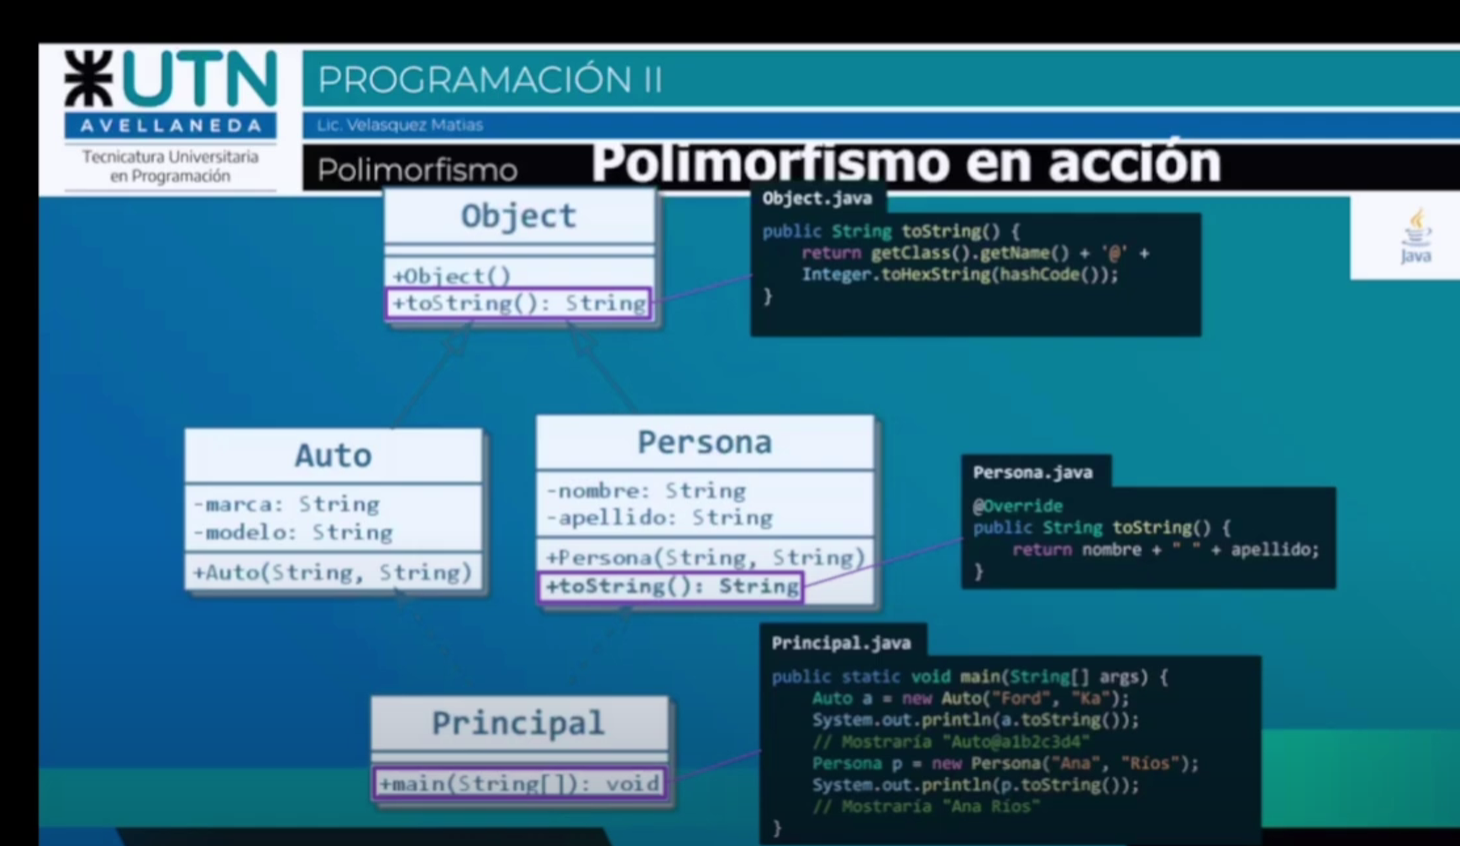 UTN
AVELLANEDA
Tecnicatura Universitaria
en Programación
PROGRAMACIÓN II
Lic. Velasquez Matias
Polimorfismo
Polimorfismo en acción
Java
Object
+Object()
+toString(): String
Object.java
public String toString() {
return getClass().getName() + '@' +
Integer.toHexString(hashCode());
}
Auto
-marca: String
-modelo: String
+Auto(String, String)
Persona
-nombre: String
-apellido: String
+Persona(String, String)
+toString(): String
Persona.java
@Override
public String toString() {
return nombre + " " + apellido;
}
Principal
+main(String[]): void
Principal.java
public static void main(String[] args) {
Auto a = new Auto("Ford", "Ka");
System.out.println(a.toString());
// Mostraría "Auto@a1b2c3d4"
Persona p = new Persona("Ana", "Ríos");
System.out.println(p.toString());
// Mostraría "Ana Ríos"
}